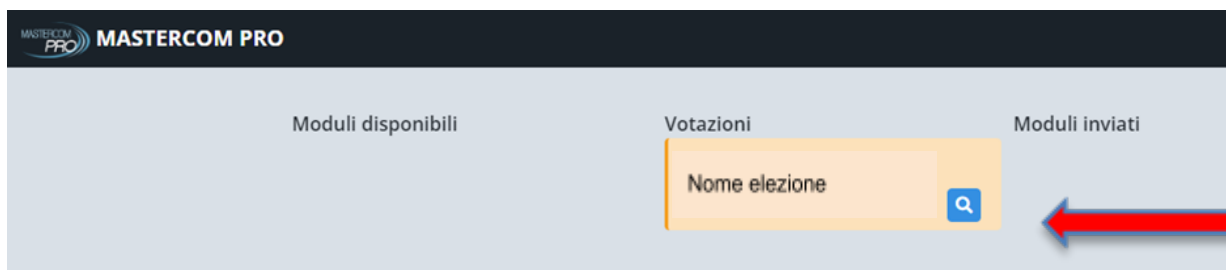 MASTERCOM PRO MASTERCOM PRO
Moduli disponibili Votazioni Moduli inviati
Nome elezione